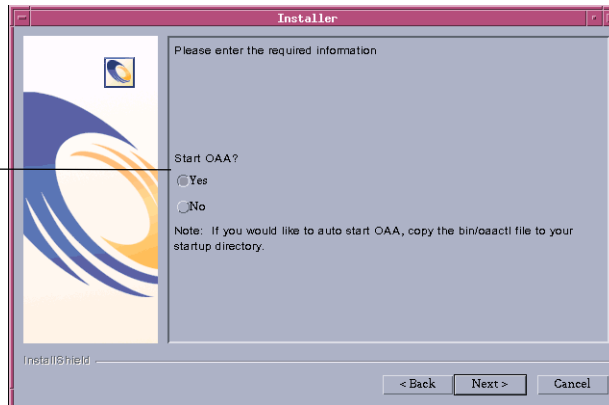 Installer
Please enter the required information
Start OAA?
Yes
No
Note: If you would like to auto start OAA, copy the bin/oaactl file to your
startup directory.
InstallShield
< Back Next > Cancel